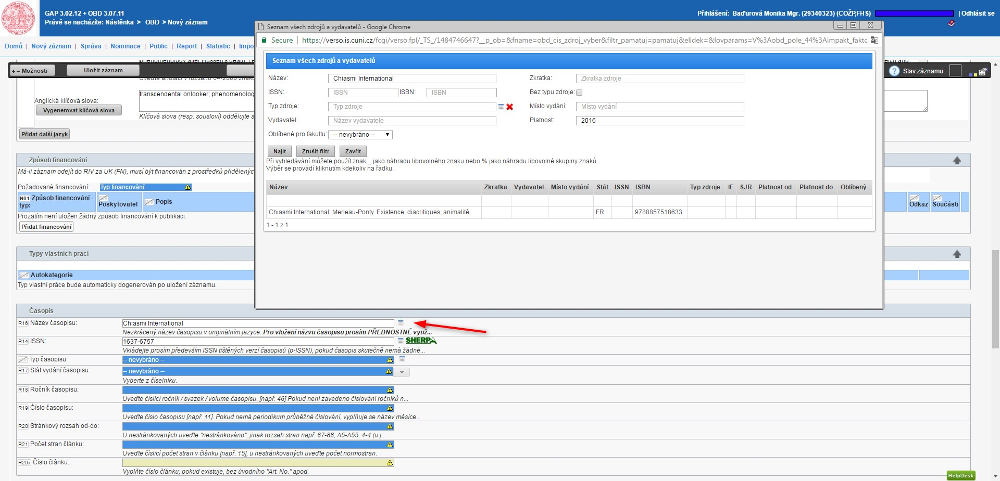 GAP 3.02.12 + OBD 3.07.11
Právě se nacházíte: Nástěnka > OBD > Nový záznam
Přihlášení: Baďurová Monika Mgr. (29340323) (COŽP,FHS) | Odhlásit se
Domů | Nový záznam | Správa | Nominace | Public | Report | Statistic | Impo
+ − Možnosti
Uložit záznam
Stav záznamu:
Anglická klíčová slova:
transcendental onlooker; phenomenolog
Vygenerovat klíčová slova
Klíčová slova (resp. sousloví) oddělujte s
Přidat další jazyk
Způsob financování
Má-li záznam odejít do RIV za UK (FN), musí být financován z prostředků přidělených
Požadované financování: Typ financování
N01 Způsob financování - typ:
Poskytovatel
Popis
Odkaz
Součásti
Prozatím není uložen žádný způsob financování k publikaci.
Přidat financování
Typy vlastních prací
Autokategorie
Typ vlastní práce bude automaticky dogenerován po uložení záznamu.
Seznam všech zdrojů a vydavatelů - Google Chrome
Secure | https://verso.is.cuni.cz/fcgi/verso.fpl/_TS_/1484746647?__p_ob=&fname=obd_cis_zdroj_vyber&filtr_pamatuj=pamatuj&elidek=&lovparams=V%3Aobd_pole_44%3Aimpakt_faktc
Seznam všech zdrojů a vydavatelů
Název: Chiasmi International Zkratka: Zkratka zdroje
ISSN: ISSN ISBN: ISBN Bez typu zdroje:
Typ zdroje: Typ zdroje Místo vydání: Místo vydání
Vydavatel: Název vydavatele Platnost: 2016
Oblíbené pro fakultu: -- nevybráno --
Najít Zrušit filtr Zavřít
Při vyhledávání můžete použít znak _ jako náhradu libovolného znaku nebo % jako náhradu libovolné skupiny znaků.
Výběr se provádí kliknutím kdekoliv na řádku.
Název Zkratka Vydavatel Místo vydání Stát ISSN ISBN Typ zdroje IF SJR Platnost od Platnost do Oblíbený
Chiasmi International: Merleau-Ponty. Existence, diacritiques, animalité FR 9788857518633
1 - 1 z 1
Časopis
R16 Název časopisu: Chiasmi International
Nezkrácený název časopisu v originálním jazyce. Pro vložení názvu časopisu prosím PŘEDNOSTNĚ využ...
R14 ISSN: 1637-6757 SHERPA
Vkládejte prosím především ISSN tištěných verzí časopisů (p-ISSN), pokud časopis skutečně nemá žádné...
Typ časopisu: -- nevybráno --
R17 Stát vydání časopisu: -- nevybráno --
Vyberte z číselníku.
R18 Ročník časopisu:
Uveďte číslicí ročník / svazek / volume časopisu. [např. 46] Pokud není zavedeno číslování ročníků n...
R19 Číslo časopisu:
Uveďte číslo časopisu [např. 11]. Pokud nemá periodikum průběžné číslování, vyplňuje se název měsíce...
R20 Stránkový rozsah od-do:
U nestránkovaných uveďte "nestránkováno", jinak rozsah stran např. 67-88, A5-A55, 4-4 (u j...
R21 Počet stran článku:
Uveďte číslicí počet stran v článku [např. 15], u nestránkovaných uveďte počet normostran.
R20x Číslo článku:
Vyplňte číslo článku, pokud existuje, bez úvodního "Art. No." apod.
HelpDesk